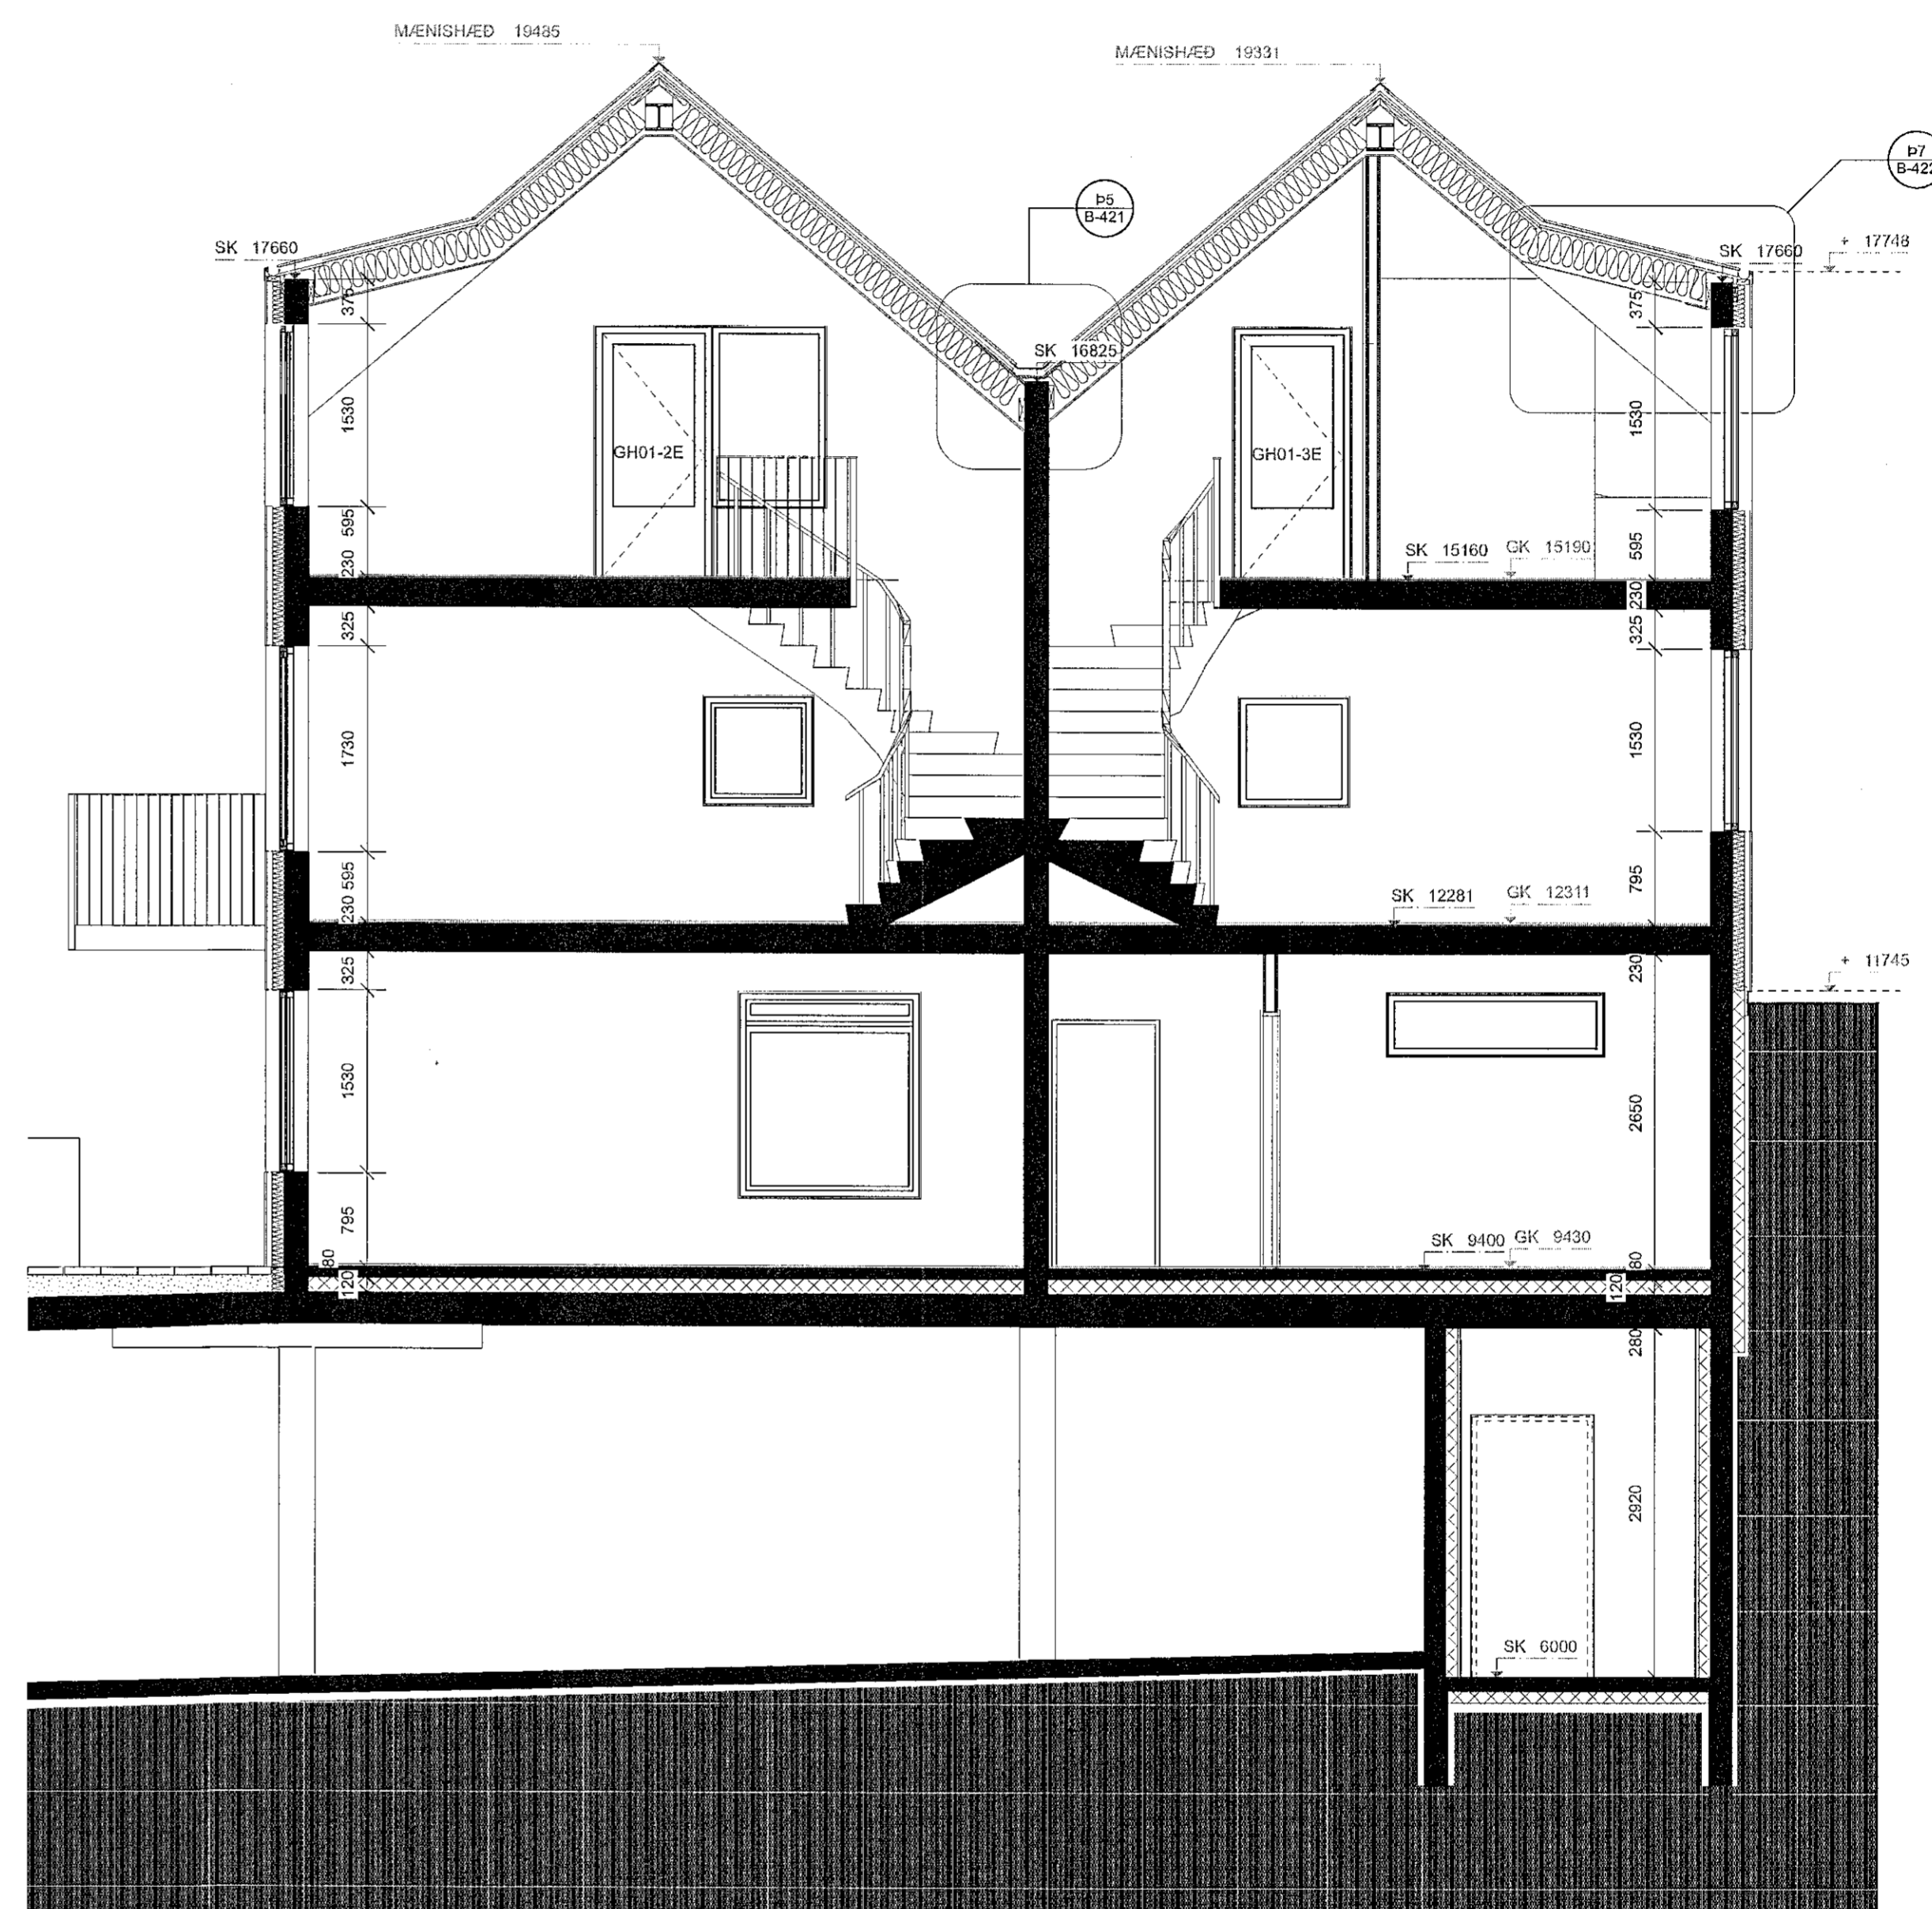 MÆNISHÆÐ 19485
MÆNISHÆÐ 19331
Þ7
B-422
Þ5
B-421
SK 17660
SK 17660
+ 17748
375
375
SK 16825
1530
1530
GH01-2E
GH01-3E
595
595
SK 15160
GK 15190
230
230
325
325
1730
1530
595
795
230
SK 12281
GK 12311
325
230
+ 11745
1530
2650
795
SK 9400
GK 9430
80
80
120
120
280
2920
SK 6000